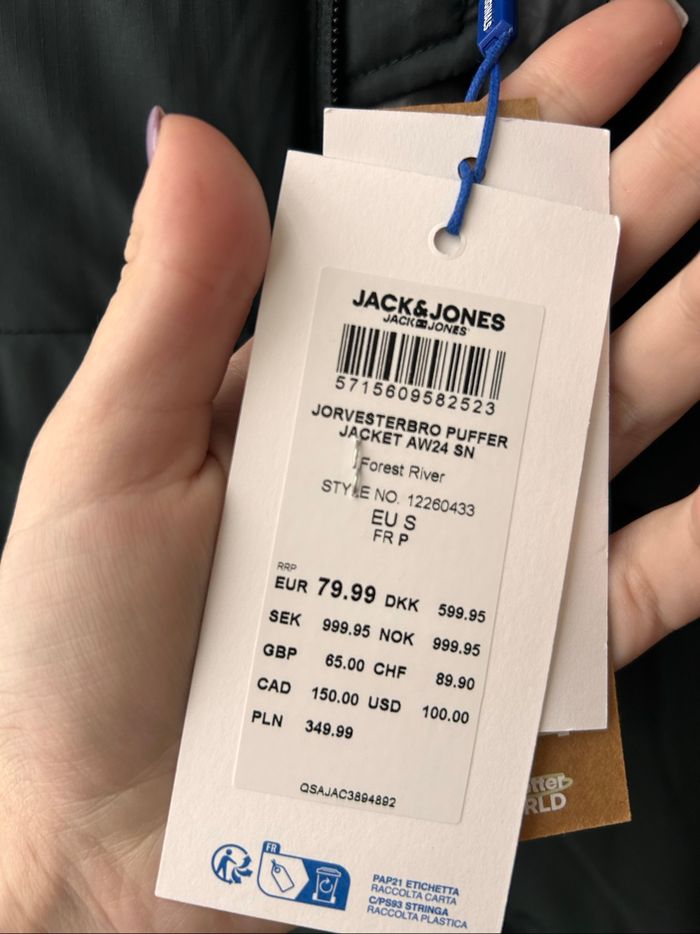 JACK&JONES
JACK & JONES
5715609582523
JORVESTERBRO PUFFER
JACKET AW24 SN
Forest River
STYLE NO. 12260433
EU S
FR P
RRP
EUR 79.99 DKK 599.95
SEK 999.95 NOK 999.95
GBP 65.00 CHF 89.90
CAD 150.00 USD 100.00
PLN 349.99
QSAJAC3894892
FR
PAP21 ETICHETTA
RACCOLTA CARTA
C/PS93 STRINGA
RACCOLTA PLASTICA